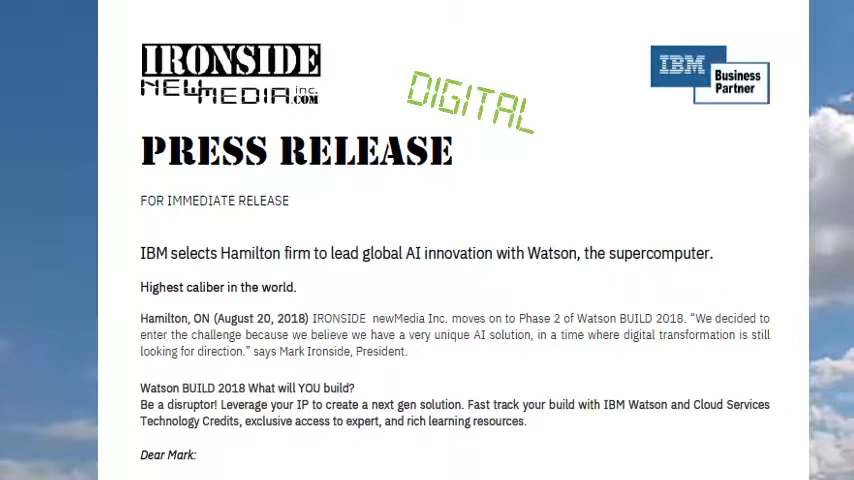 IRONSIDE
NEWMEDIA inc.
.COM
DIGITAL
IBM Business
Partner
PRESS RELEASE
FOR IMMEDIATE RELEASE
IBM selects Hamilton firm to lead global AI innovation with Watson, the supercomputer.
Highest caliber in the world.
Hamilton, ON (August 20, 2018) IRONSIDE newMedia Inc. moves on to Phase 2 of Watson BUILD 2018. “We decided to
enter the challenge because we believe we have a very unique AI solution, in a time where digital transformation is still
looking for direction.” says Mark Ironside, President.
Watson BUILD 2018 What will YOU build?
Be a disruptor! Leverage your IP to create a next gen solution. Fast track your build with IBM Watson and Cloud Services
Technology Credits, exclusive access to expert, and rich learning resources.
Dear Mark: